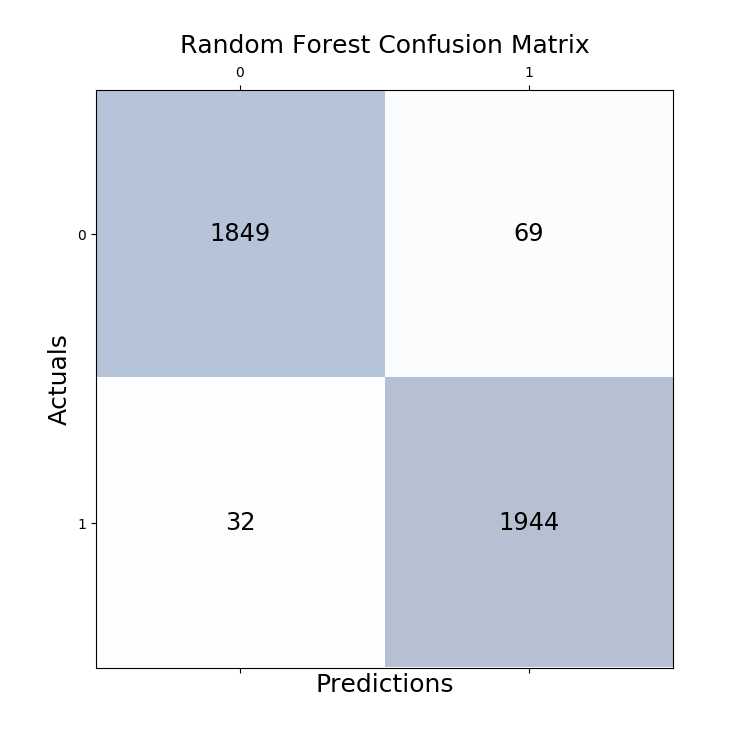 Random Forest Confusion Matrix
0 1
0 1849 69
Actuals
1 32 1944
Predictions